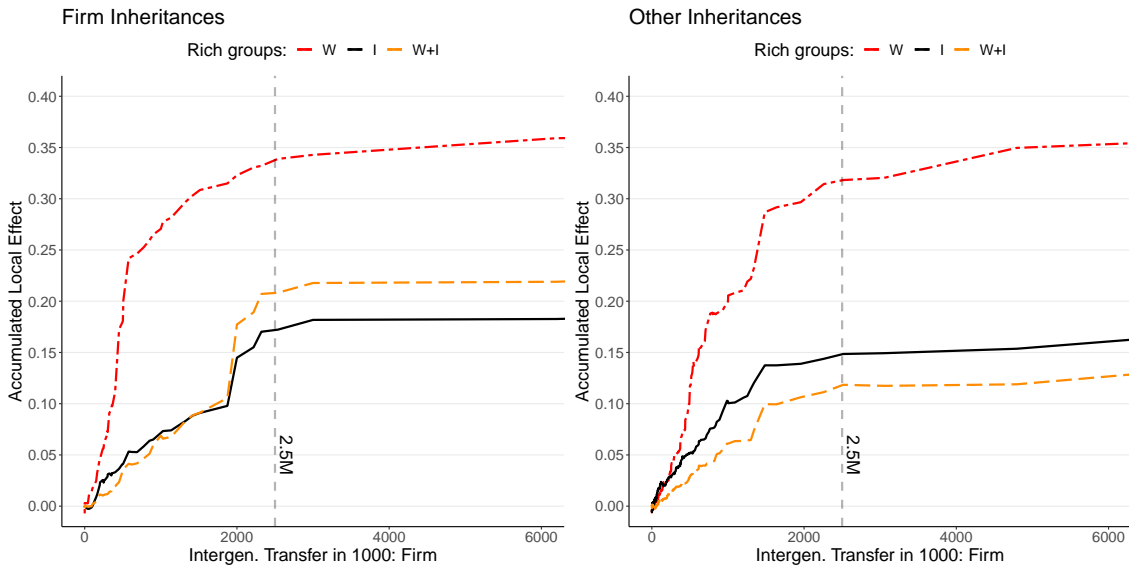 Firm Inheritances
Rich groups: W I W+I
Accumulated Local Effect
0.40
0.35
0.30
0.25
0.20
0.15
0.10
0.05
0.00
2.5M
0 2000 4000 6000
Intergen. Transfer in 1000: Firm
Other Inheritances
Rich groups: W I W+I
Accumulated Local Effect
0.40
0.35
0.30
0.25
0.20
0.15
0.10
0.05
0.00
2.5M
0 2000 4000 6000
Intergen. Transfer in 1000: Firm